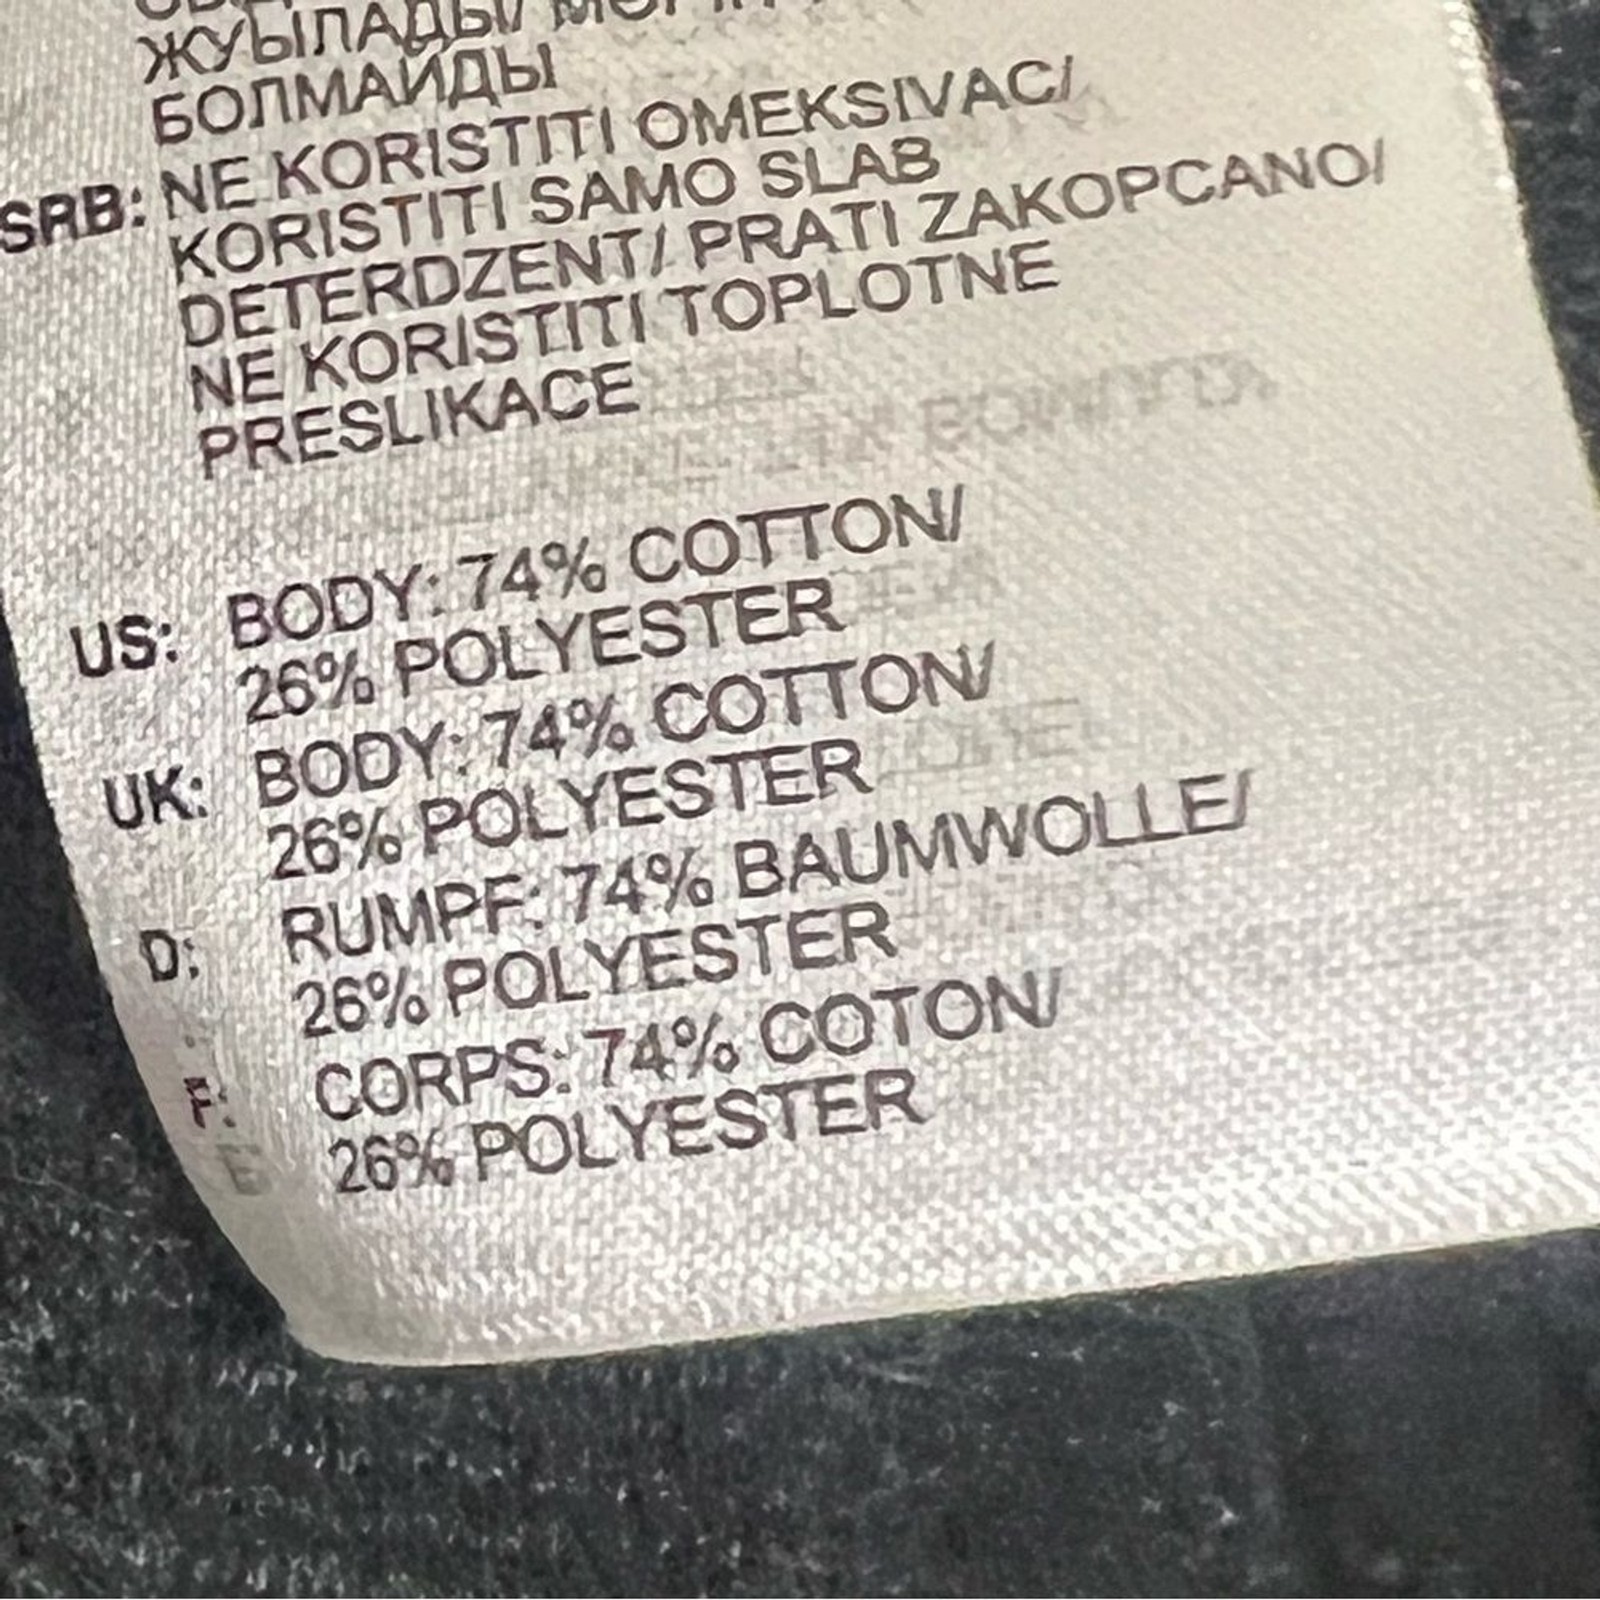 ЖУЫЛАДЫ/
БОЛМАЙДЫ
SRB: NE KORISTITI OMEKSIVAC/
KORISTITI SAMO SLAB
DETERDZENT/ PRATI ZAKOPCANO/
NE KORISTITI TOPLOTNE
PRESLIKACE
US: BODY: 74% COTTON/
26% POLYESTER
UK: BODY: 74% COTTON/
26% POLYESTER
D: RUMPF: 74% BAUMWOLLE/
26% POLYESTER
F: CORPS: 74% COTON/
26% POLYESTER